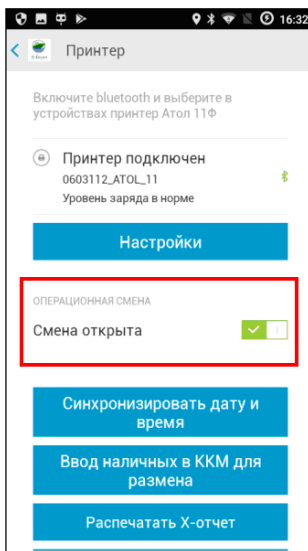 16:32
Принтер
Включите bluetooth и выберите в
устройствах принтер Атол 11Ф
Принтер подключен
0603112_ATOL_11
Уровень заряда в норме
Настройки
ОПЕРАЦИОННАЯ СМЕНА
Смена открыта
Синхронизировать дату и
время
Ввод наличных в ККМ для
размена
Распечатать X-отчет